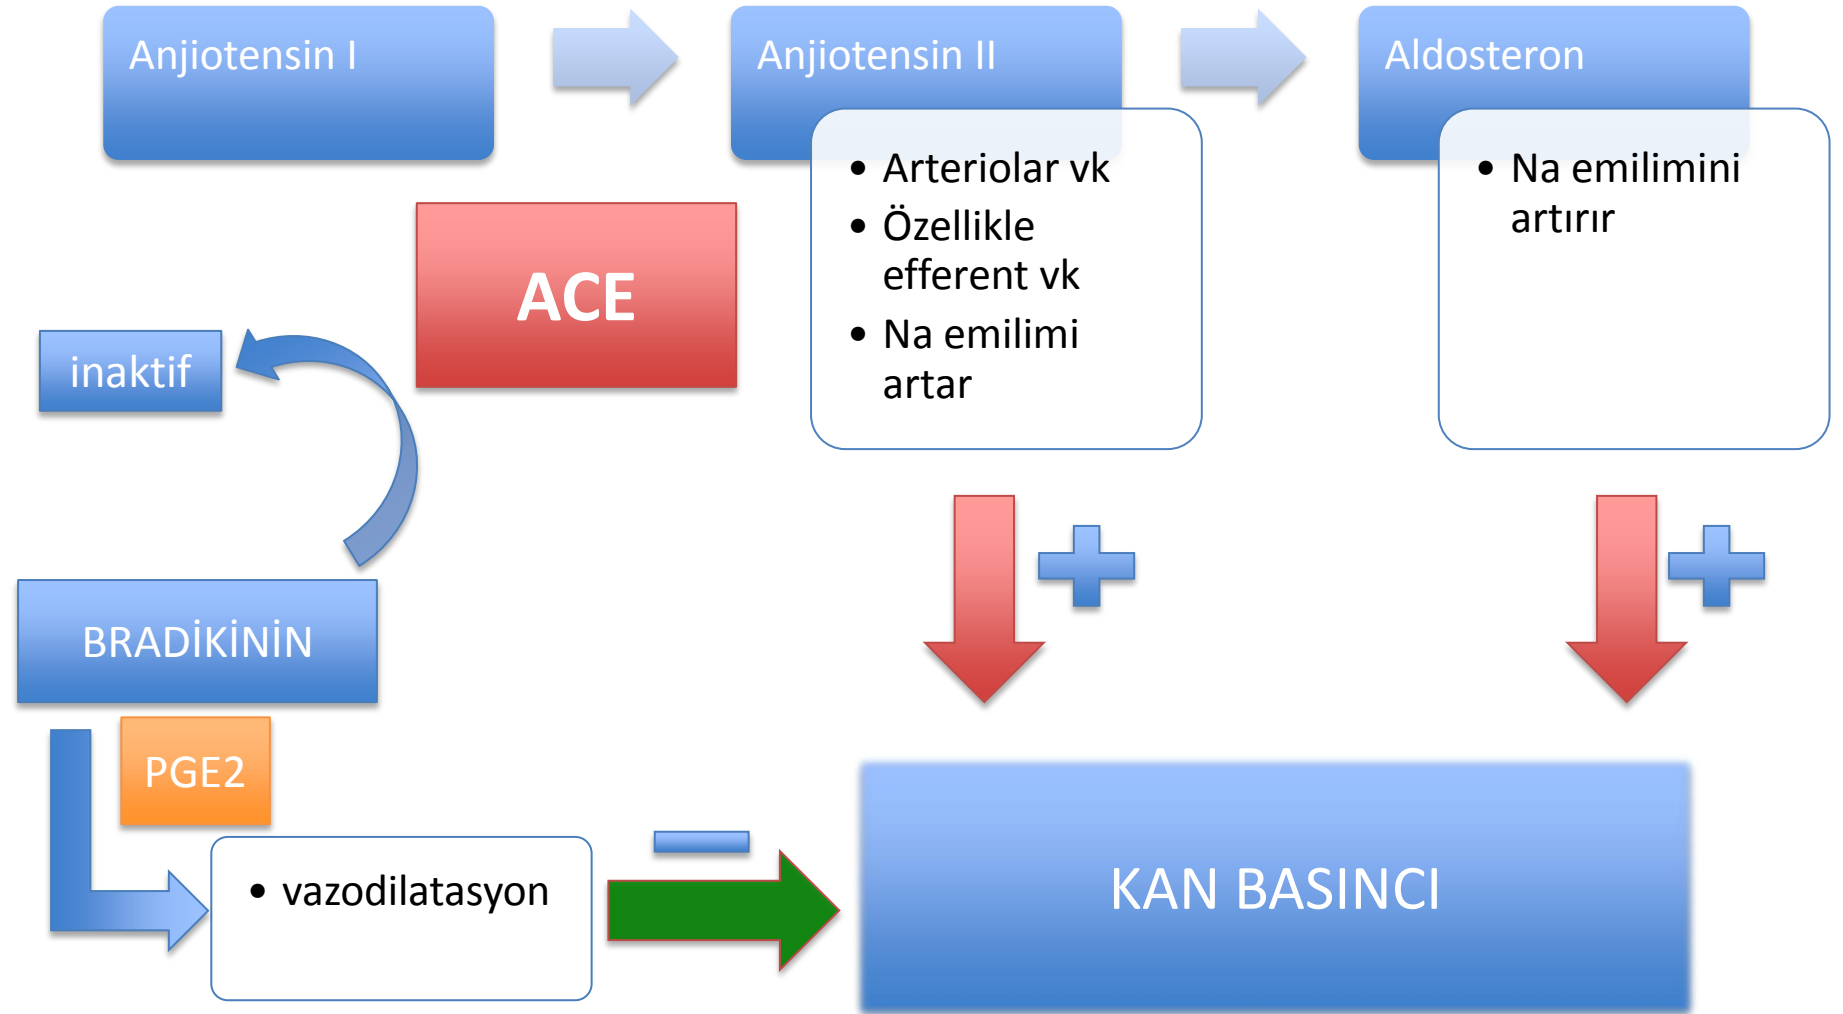 Anjiotensin I
Anjiotensin II
Aldosteron
• Arteriolar vk
• Özellikle
efferent vk
• Na emilimi
artar
• Na emilimini
artırır
ACE
inaktif
BRADİKİNİN
PGE2
• vazodilatasyon
KAN BASINCI